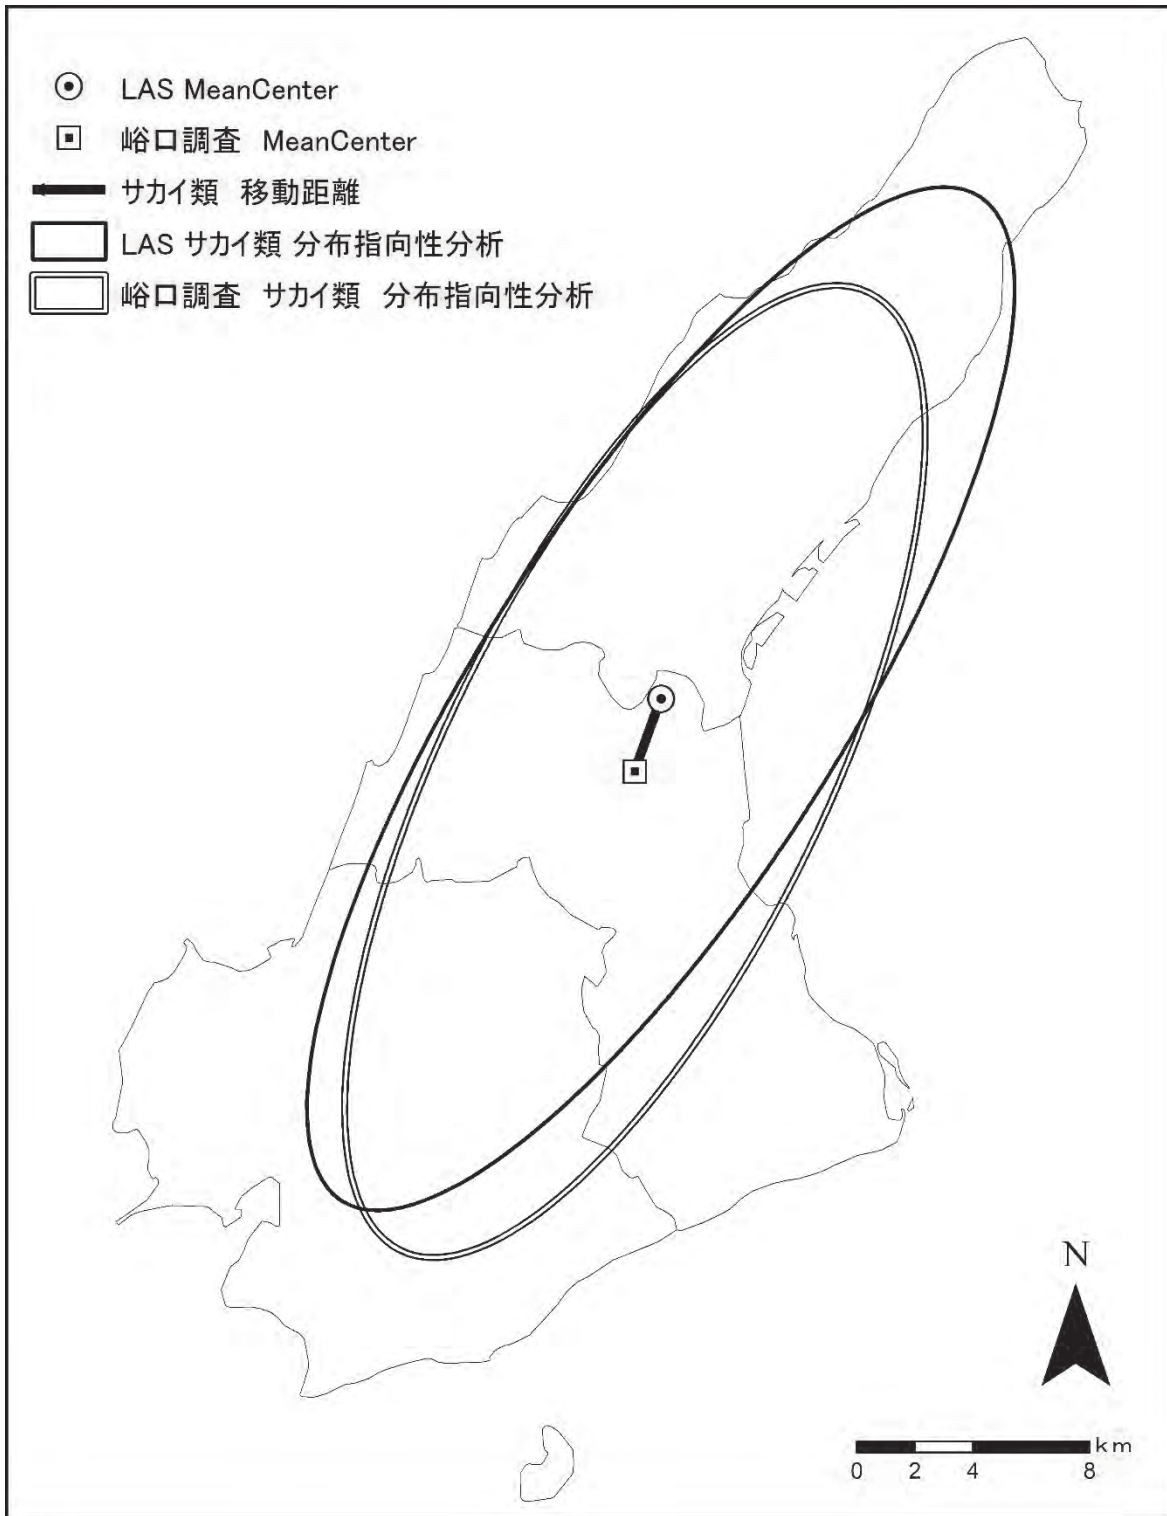 LAS MeanCenter
峪口調査 MeanCenter
サカイ類 移動距離
LAS サカイ類 分布指向性分析
峪口調査 サカイ類 分布指向性分析
N
km
0 2 4 8